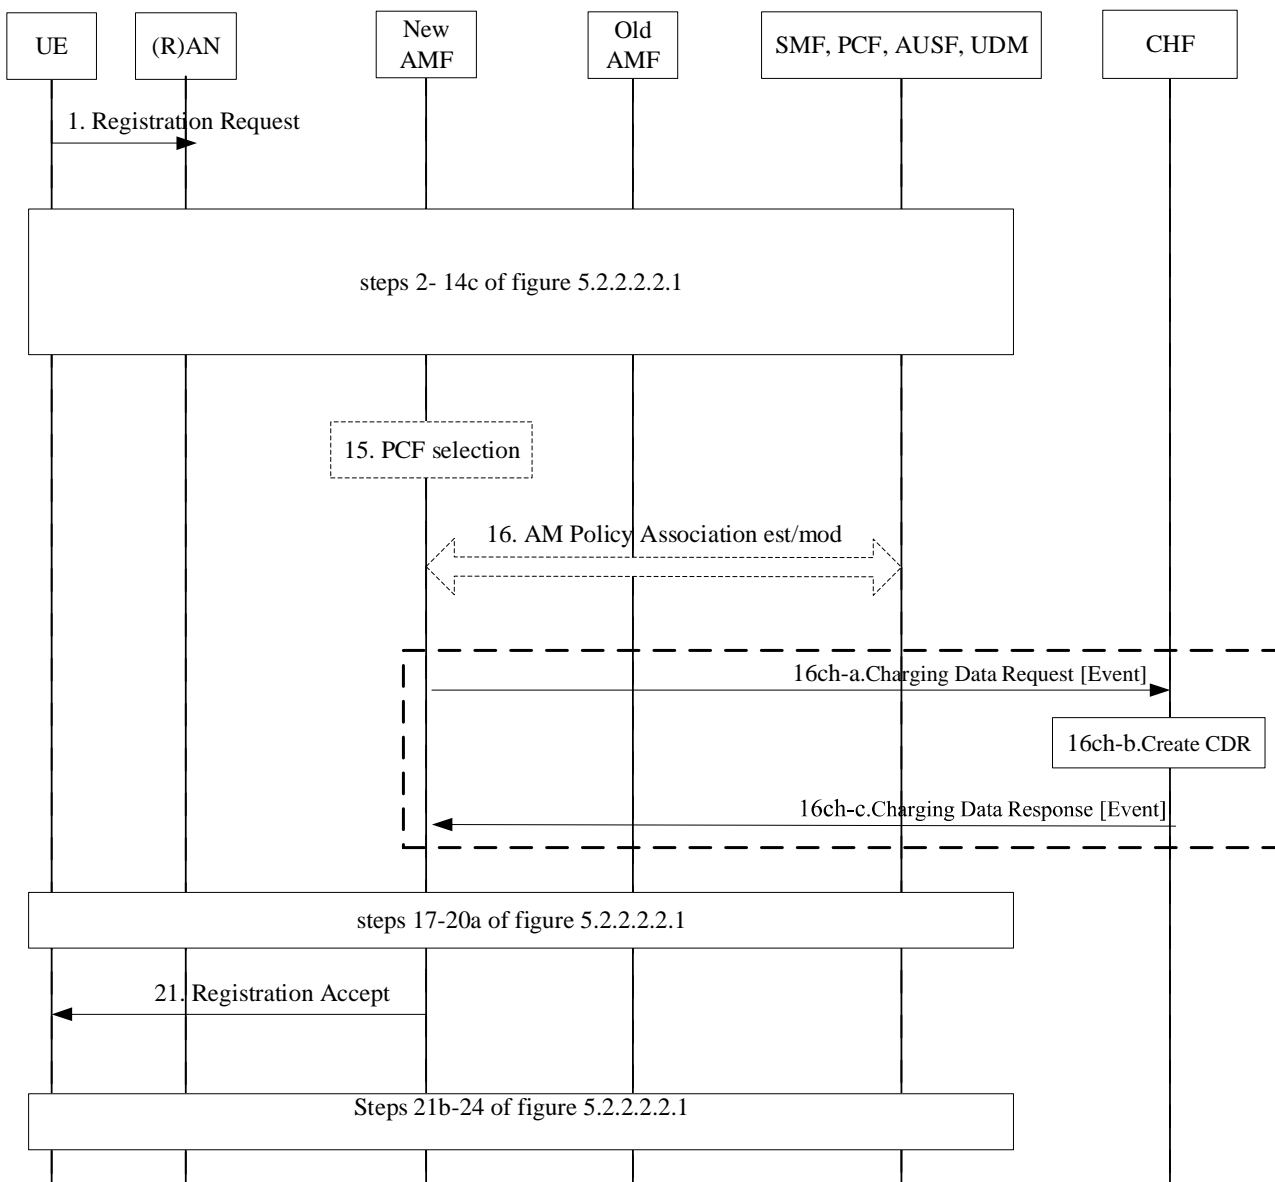 UE
(R)AN
New
AMF
Old
AMF
SMF, PCF, AUSF, UDM
CHF
1. Registration Request
steps 2- 14c of figure 5.2.2.2.2.1
15. PCF selection
16. AM Policy Association est/mod
16ch-a.Charging Data Request [Event]
16ch-b.Create CDR
16ch-c.Charging Data Response [Event]
steps 17-20a of figure 5.2.2.2.2.1
21. Registration Accept
Steps 21b-24 of figure 5.2.2.2.2.1